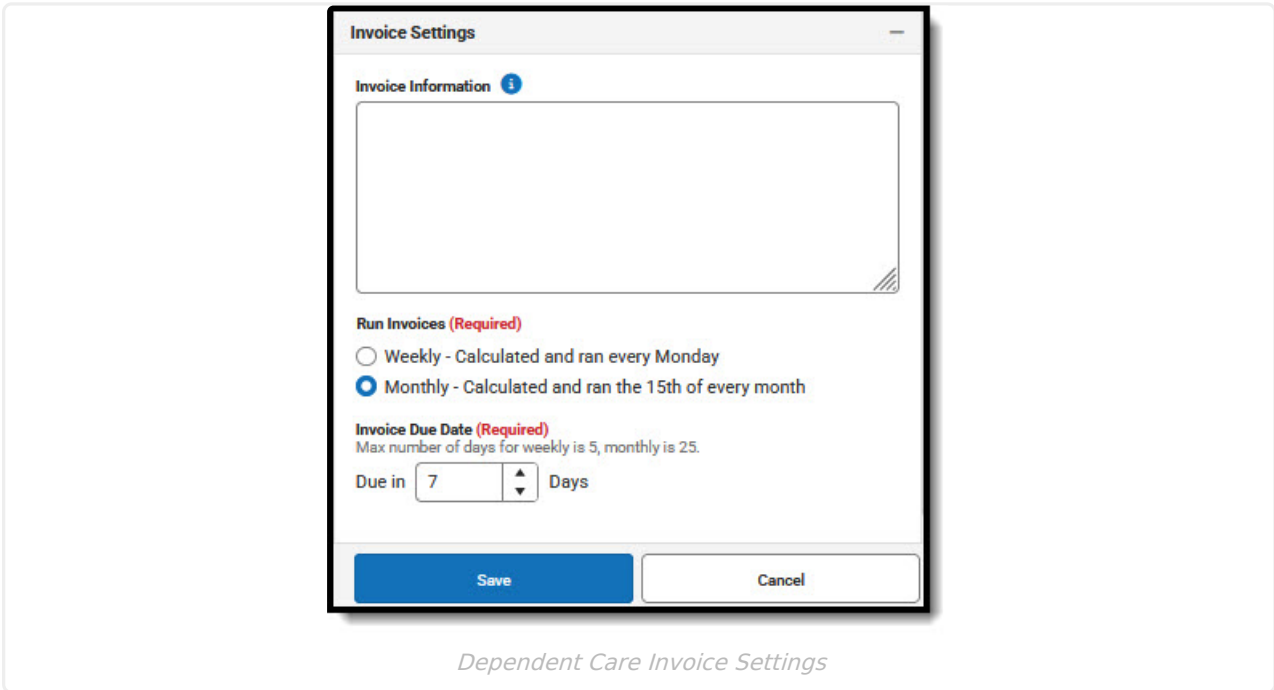 Invoice Settings
Invoice Information
Run Invoices (Required)
Weekly - Calculated and ran every Monday
Monthly - Calculated and ran the 15th of every month
Invoice Due Date (Required)
Max number of days for weekly is 5, monthly is 25.
Due in 7 Days
Save Cancel
Dependent Care Invoice Settings